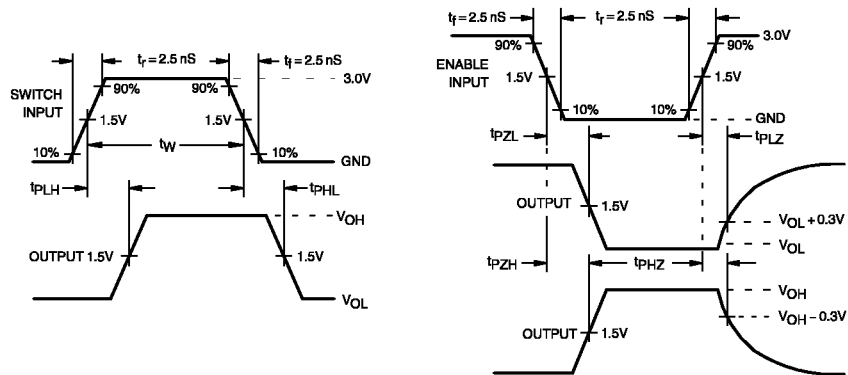 tr = 2.5 nS
tf = 2.5 nS
90%
90%
3.0V
SWITCH
INPUT
1.5V
1.5V
tW
10%
10%
GND
tPLH
tPHL
VOH
OUTPUT 1.5V
1.5V
VOL
tf = 2.5 nS
tr = 2.5 nS
3.0V
90%
90%
ENABLE
INPUT
1.5V
1.5V
10%
10%
GND
tPZL
tPLZ
OUTPUT
1.5V
VOL + 0.3V
VOL
tPZH
tPHZ
VOH
VOH – 0.3V
OUTPUT
1.5V